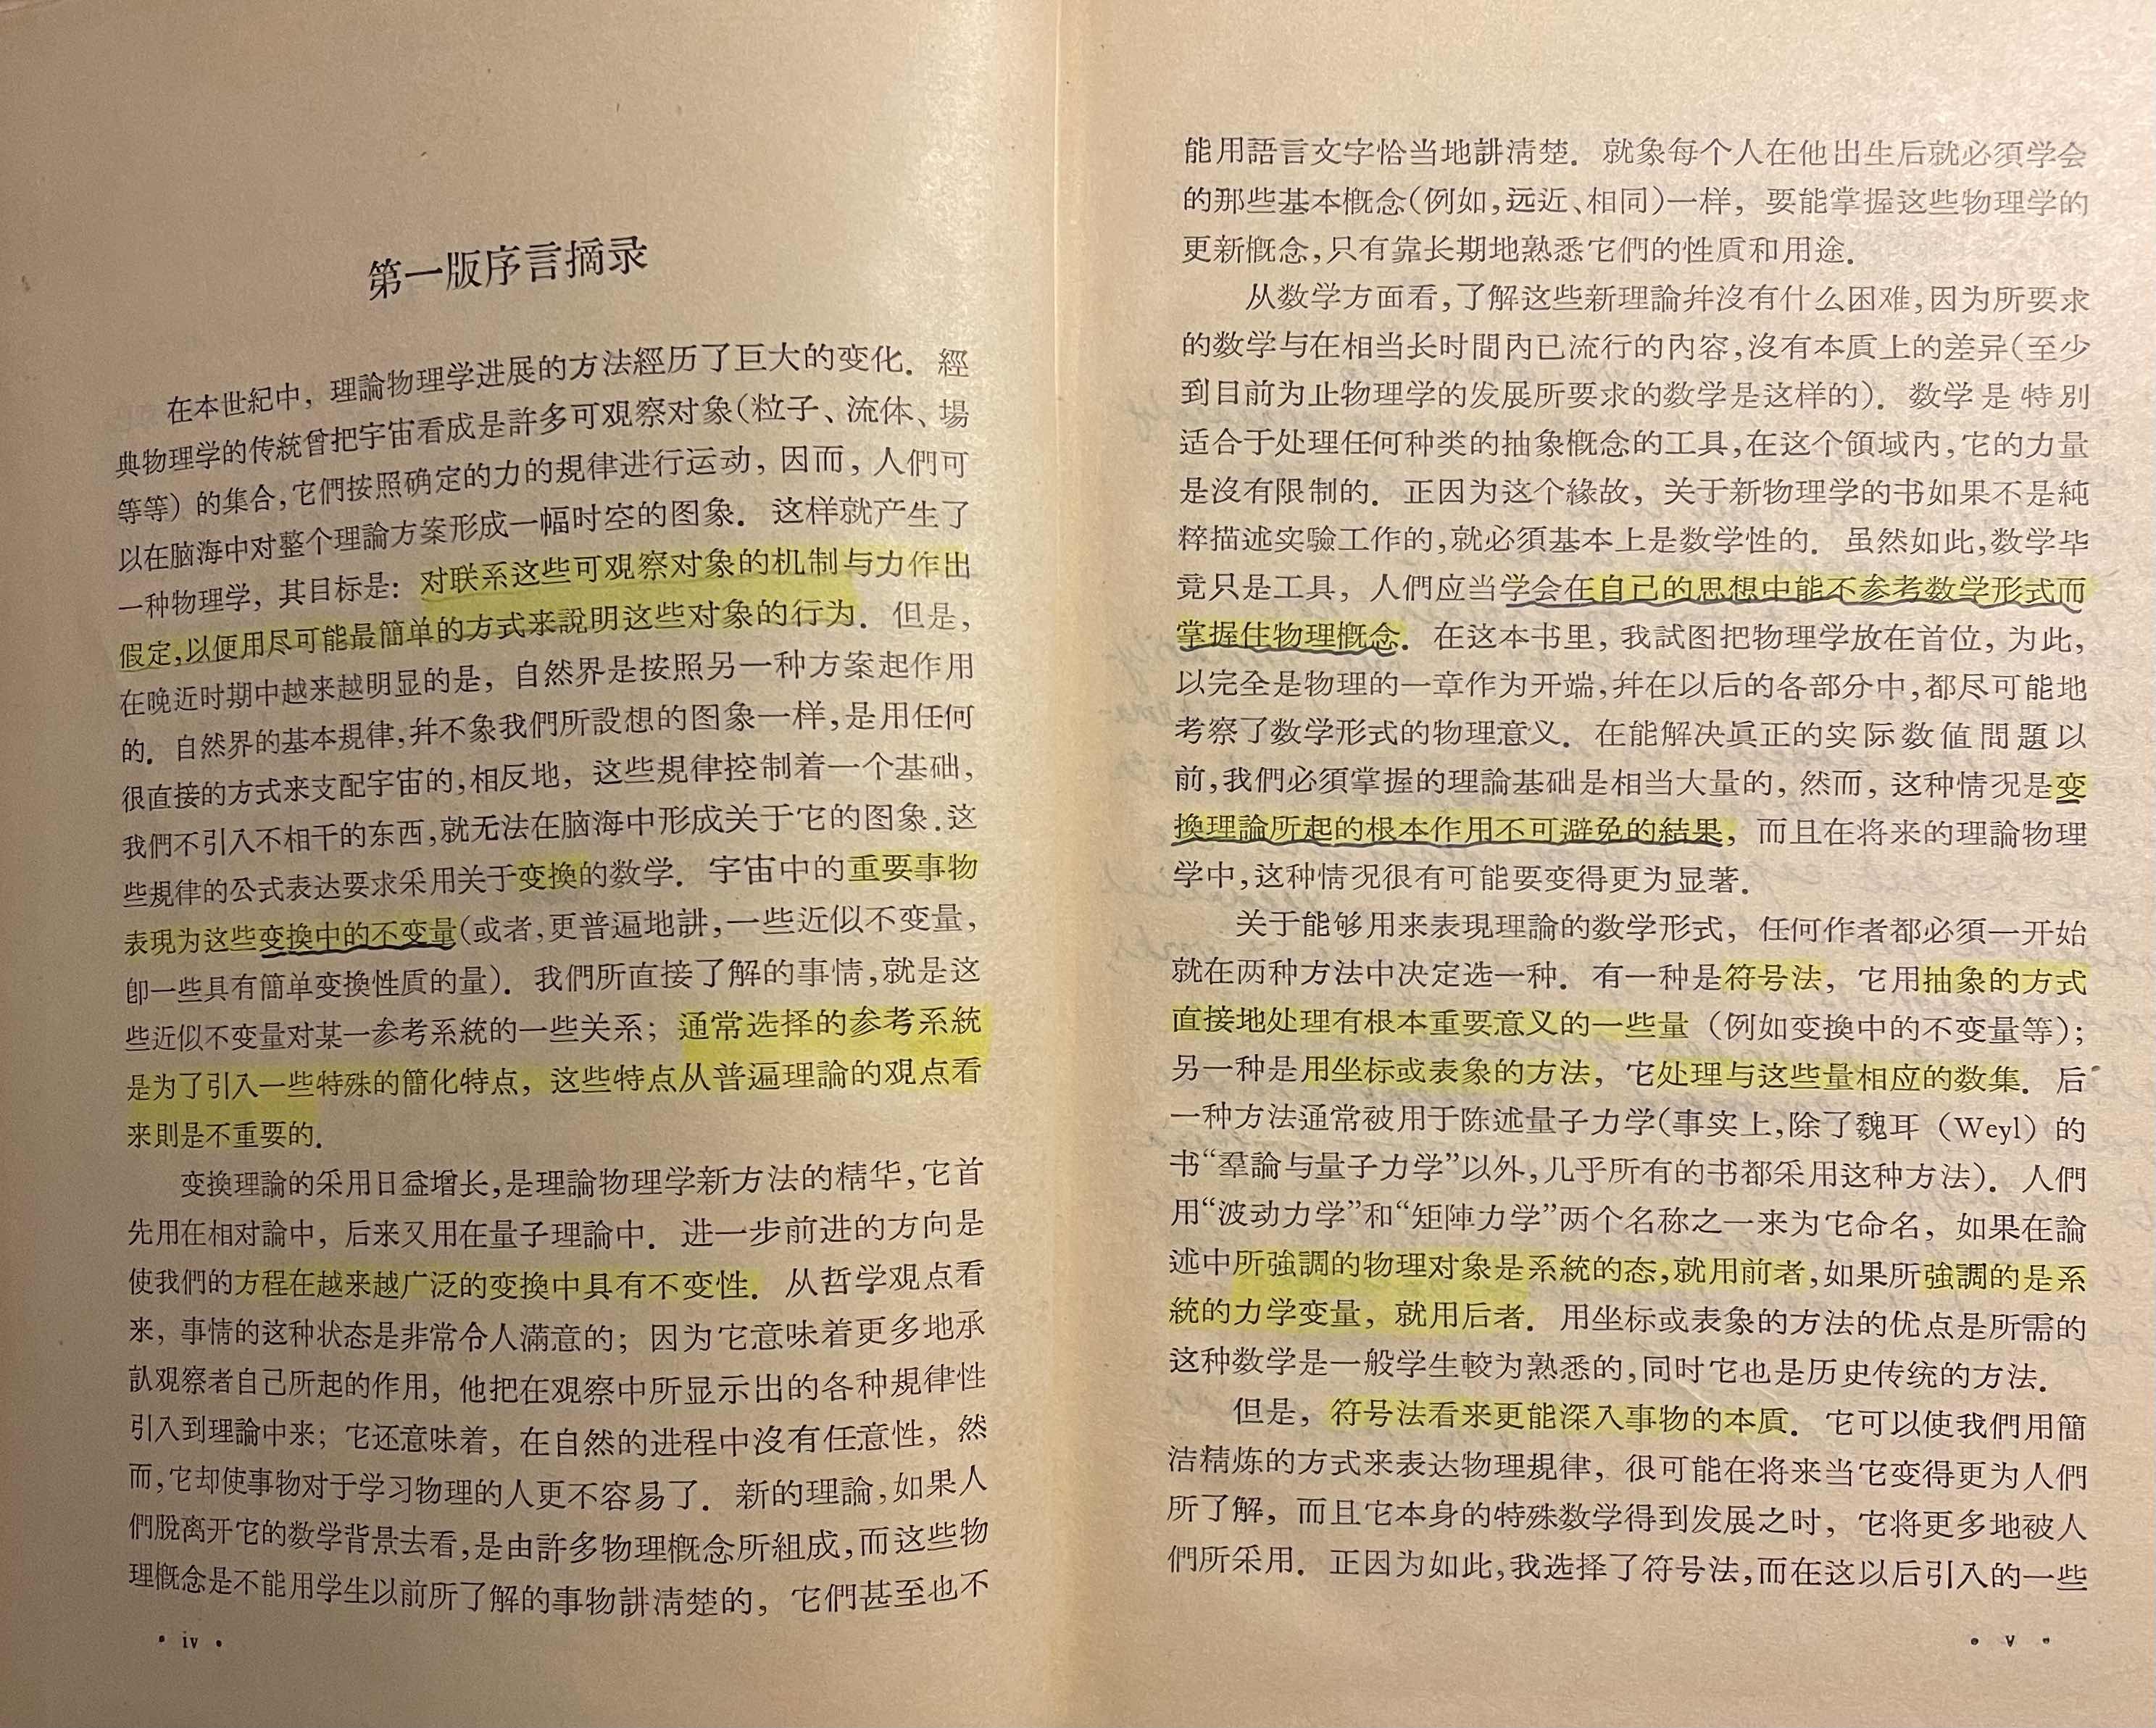 第一版序言摘录
在本世紀中，理論物理学进展的方法經历了巨大的变化．經
典物理学的传統曾把宇宙看成是許多可观察对象(粒子、流体、場
等等)的集合，它們按照确定的力的規律进行运动，因而，人們可
以在脑海中对整个理論方案形成一幅时空的图象．这样就产生了
一种物理学，其目标是：对联系这些可观察对象的机制与力作出
假定，以便用尽可能最簡单的方式来說明这些对象的行为．但是，
在晚近时期中越来越明显的是，自然界是按照另一种方案起作用
的．自然界的基本規律，幷不象我們所設想的图象一样，是用任何
很直接的方式来支配宇宙的，相反地，这些規律控制着一个基础，
我們不引入不相干的东西，就无法在脑海中形成关于它的图象．这
些規律的公式表达要求采用关于变換的数学．宇宙中的重要事物
表現为这些变換中的不变量(或者，更普遍地講，一些近似不变量，
卽一些具有簡单变換性质的量)．我們所直接了解的事情，就是这
些近似不变量对某一参考系統的一些关系；通常选择的参考系統
是为了引入一些特殊的簡化特点，这些特点从普遍理論的观点看
来則是不重要的．
变換理論的采用日益增长，是理論物理学新方法的精华，它首
先用在相对論中，后来又用在量子理論中．进一步前进的方向是
使我們的方程在越来越广泛的变換中具有不变性．从哲学观点看
来，事情的这种状态是非常令人滿意的；因为它意味着更多地承
訊观察者自己所起的作用，他把在观察中所显示出的各种規律性
引入到理論中来；它还意味着，在自然的进程中沒有任意性，然
而，它却使事物对于学习物理的人更不容易了．新的理論，如果人
們脫离开它的数学背景去看，是由許多物理槪念所組成，而这些物
理槪念是不能用学生以前所了解的事物講淸楚的，它們甚至也不
• iv •
能用語言文字恰当地講淸楚．就象每个人在他出生后就必須学会
的那些基本槪念(例如，远近、相同)一样，要能掌握这些物理学的
更新槪念，只有靠长期地熟悉它們的性質和用途．
从数学方面看，了解这些新理論幷沒有什么困难，因为所要求
的数学与在相当长时間內已流行的內容，沒有本質上的差异(至少
到目前为止物理学的发展所要求的数学是这样的)．数学是特別
适合于处理任何种类的抽象槪念的工具，在这个領域內，它的力量
是沒有限制的．正因为这个緣故，关于新物理学的书如果不是純
粹描述实驗工作的，就必須基本上是数学性的．虽然如此，数学毕
竟只是工具，人們应当学会在自己的思想中能不参考数学形式而
掌握住物理槪念．在这本书里，我試图把物理学放在首位，为此，
以完全是物理的一章作为开端，幷在以后的各部分中，都尽可能地
考察了数学形式的物理意义．在能解决眞正的实际数値問題以
前，我們必須掌握的理論基础是相当大量的，然而，这种情况是变
換理論所起的根本作用不可避免的結果，而且在将来的理論物理
学中，这种情况很有可能要变得更为显著．
关于能够用来表現理論的数学形式，任何作者都必須一开始
就在两种方法中决定选一种．有一种是符号法，它用抽象的方式
直接地处理有根本重要意义的一些量（例如变換中的不变量等)；
另一种是用坐标或表象的方法，它处理与这些量相应的数集．后
一种方法通常被用于陈述量子力学(事实上，除了魏耳（Weyl）的
书“羣論与量子力学”以外，几乎所有的书都采用这种方法)．人們
用“波动力学”和“矩陣力学”两个名称之一来为它命名，如果在論
述中所強調的物理对象是系統的态，就用前者，如果所強調的是系
統的力学变量，就用后者．用坐标或表象的方法的优点是所需的
这种数学是一般学生較为熟悉的，同时它也是历史传统的方法．
但是，符号法看来更能深入事物的本質．它可以使我們用簡
洁精炼的方式来表达物理規律，很可能在将来当它变得更为人們
所了解，而且它本身的特殊数学得到发展之时，它将更多地被人
們所采用．正因为如此，我选择了符号法，而在这以后引入的一些
• v •